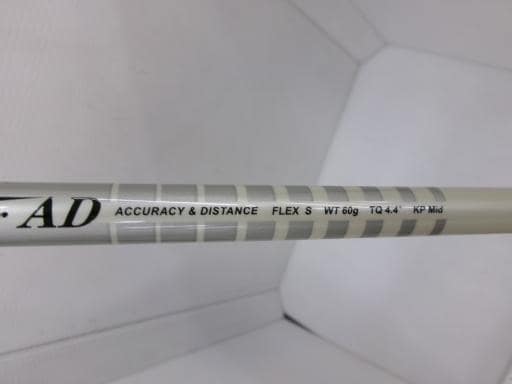 AD ACCURACY & DISTANCE FLEX S WT 60g TQ 4.4° KP Mid